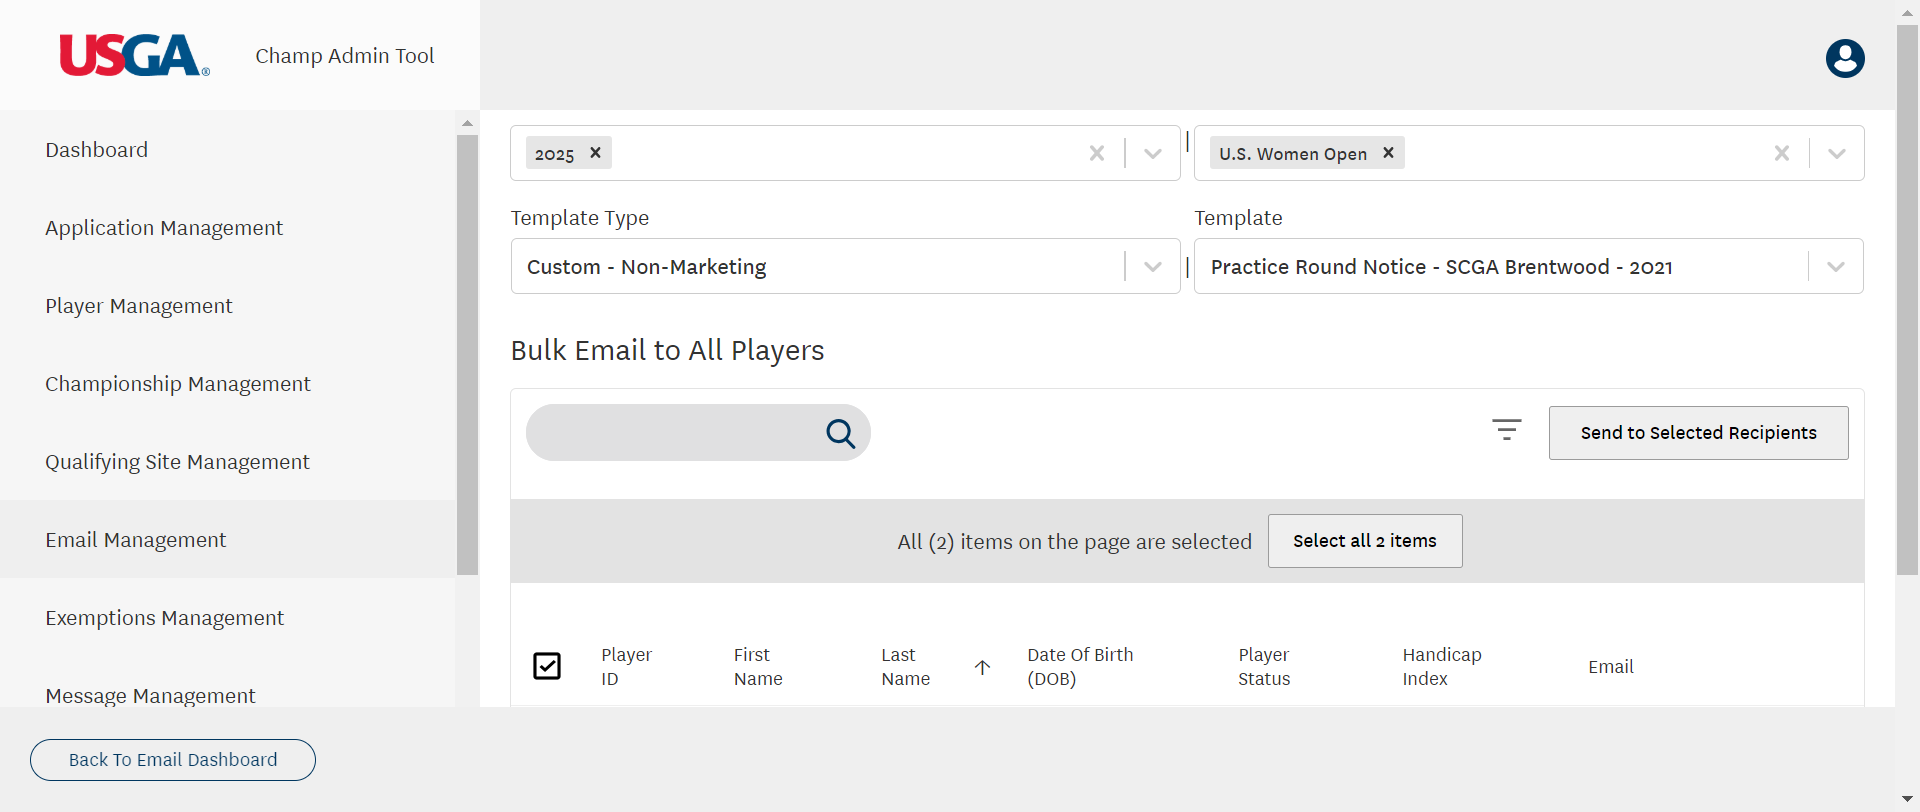 USGA®
Champ Admin Tool
Dashboard
Application Management
Player Management
Championship Management
Qualifying Site Management
Email Management
Exemptions Management
Message Management
Back To Email Dashboard
2025
|
U.S. Women Open
Template Type
Template
Custom - Non-Marketing
|
Practice Round Notice - SCGA Brentwood - 2021
Bulk Email to All Players
Send to Selected Recipients
All (2) items on the page are selected
Select all 2 items
Player
ID
First
Name
Last
Name
Date Of Birth
(DOB)
Player
Status
Handicap
Index
Email